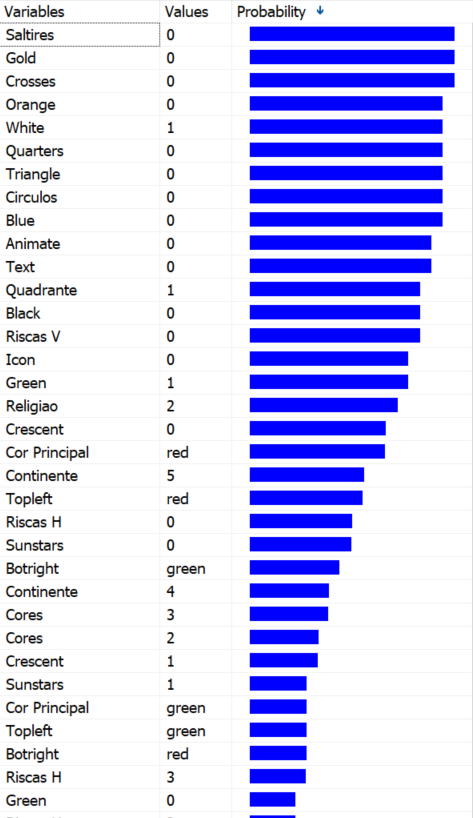 Variables Values Probability
Saltires 0
Gold 0
Crosses 0
Orange 0
White 1
Quarters 0
Triangle 0
Circulos 0
Blue 0
Animate 0
Text 0
Quadrante 1
Black 0
Riscas V 0
Icon 0
Green 1
Religiao 2
Crescent 0
Cor Principal red
Continente 5
Topleft red
Riscas H 0
Sunstars 0
Botright green
Continente 4
Cores 3
Cores 2
Crescent 1
Sunstars 1
Cor Principal green
Topleft green
Botright red
Riscas H 3
Green 0